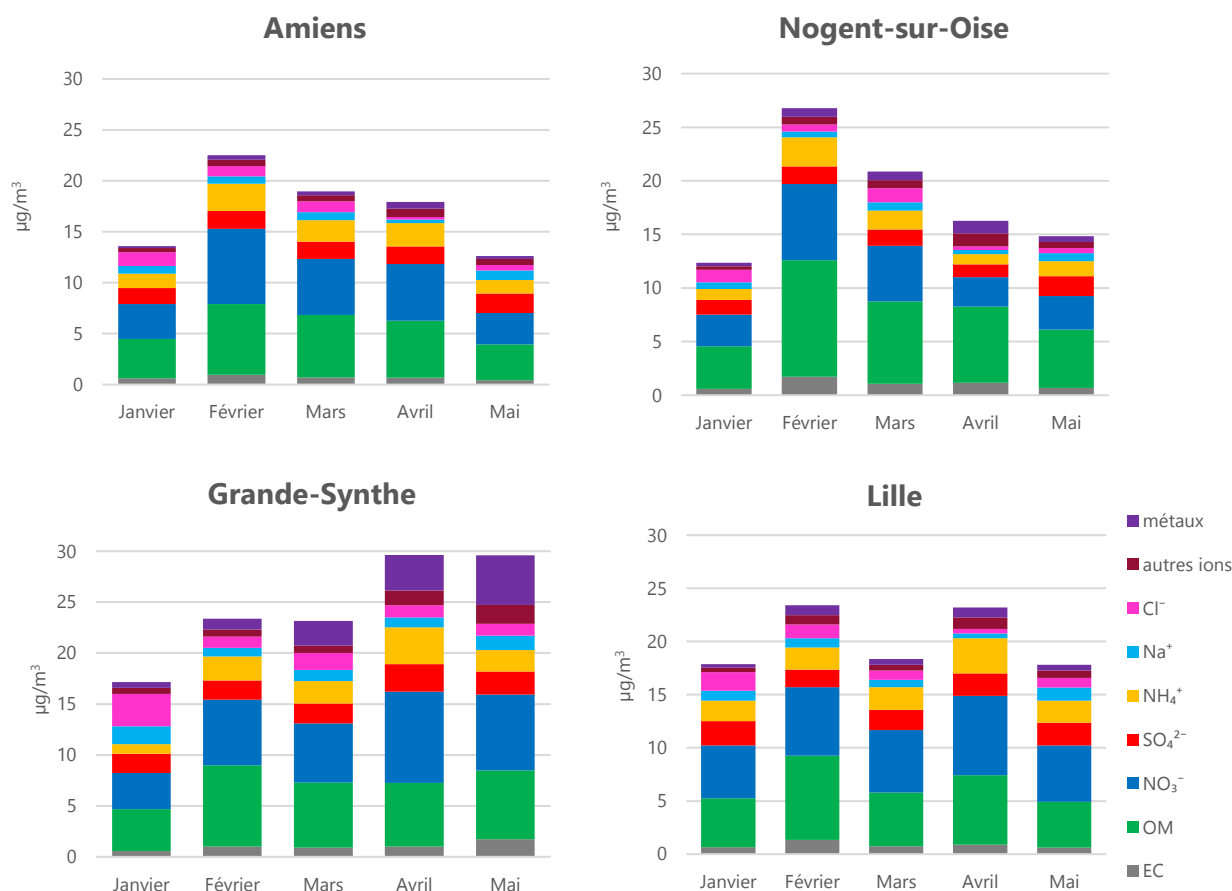 Amiens
µg/m³
30
25
20
15
10
5
0
Janvier Février Mars Avril Mai
Nogent-sur-Oise
µg/m³
30
25
20
15
10
5
0
Janvier Février Mars Avril Mai
Grande-Synthe
µg/m³
30
25
20
15
10
5
0
Janvier Février Mars Avril Mai
Lille
µg/m³
30
25
20
15
10
5
0
Janvier Février Mars Avril Mai
métaux
autres ions
Cl⁻
Na⁺
NH₄⁺
SO₄²⁻
NO₃⁻
OM
EC